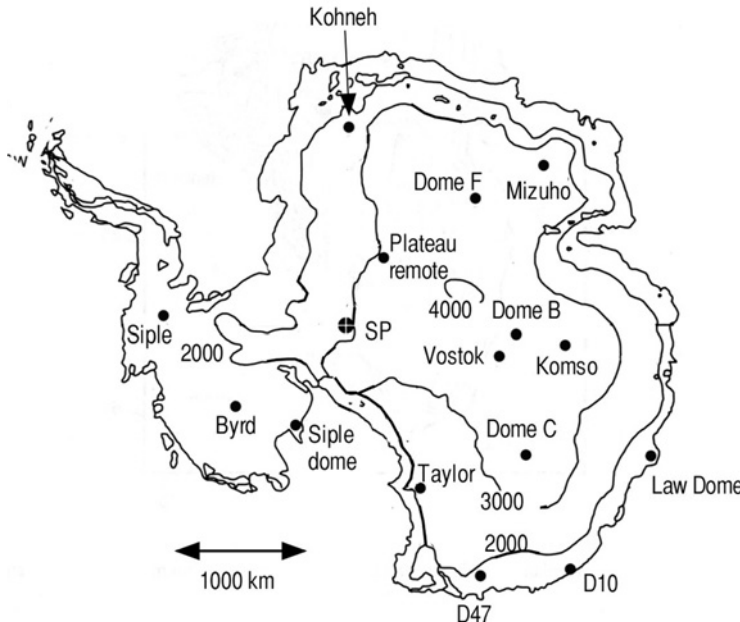 Kohneh
Dome F
Mizuho
Plateau
remote
4000
Siple
2000
SP
Dome B
Vostok
Komso
Byrd
Siple
dome
Dome C
Taylor
3000
Law Dome
2000
1000 km
D47
D10